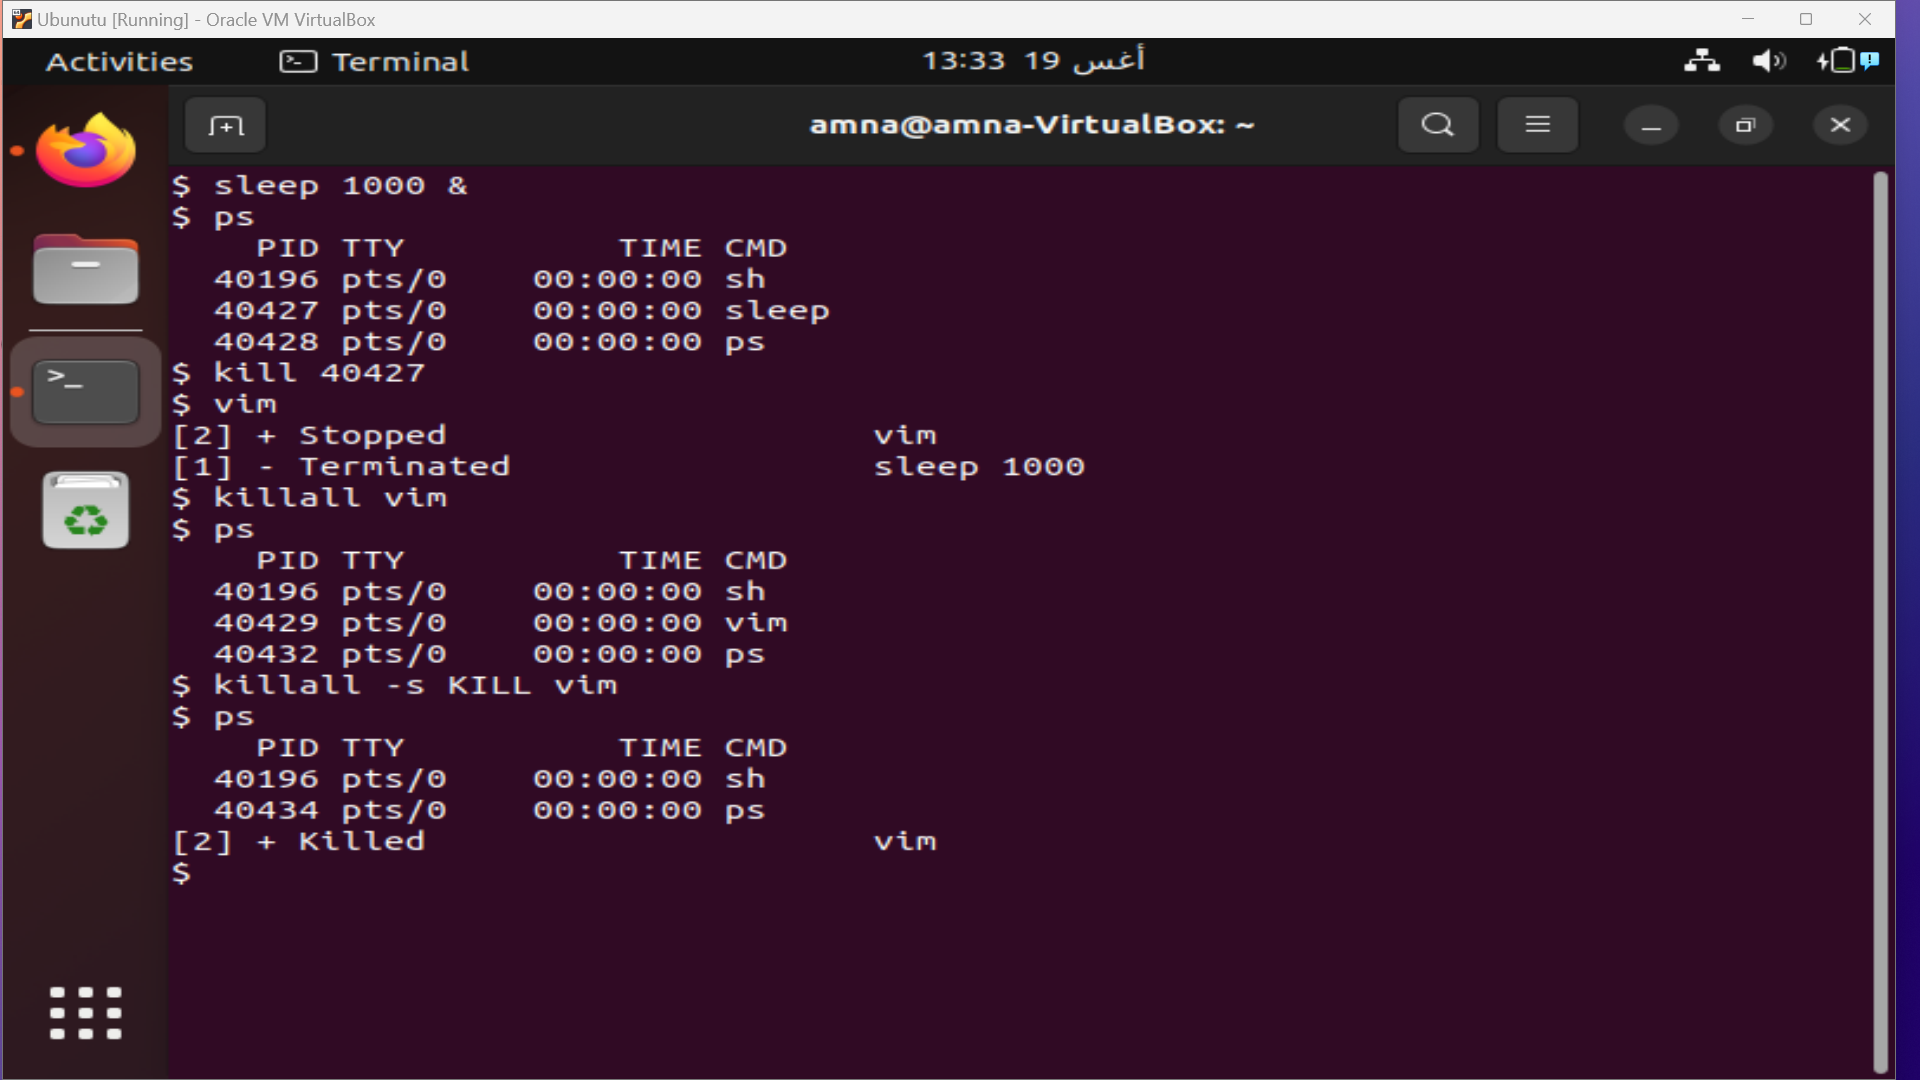 Ubunutu [Running] - Oracle VM VirtualBox
Activities
Terminal
13:33 19 أغس
amna@amna-VirtualBox: ~
$ sleep 1000 &
$ ps
    PID TTY          TIME CMD
  40196 pts/0    00:00:00 sh
  40427 pts/0    00:00:00 sleep
  40428 pts/0    00:00:00 ps
$ kill 40427
$ vim
[2] + Stopped                    vim
[1] - Terminated                 sleep 1000
$ killall vim
$ ps
    PID TTY          TIME CMD
  40196 pts/0    00:00:00 sh
  40429 pts/0    00:00:00 vim
  40432 pts/0    00:00:00 ps
$ killall -s KILL vim
$ ps
    PID TTY          TIME CMD
  40196 pts/0    00:00:00 sh
  40434 pts/0    00:00:00 ps
[2] + Killed                     vim
$